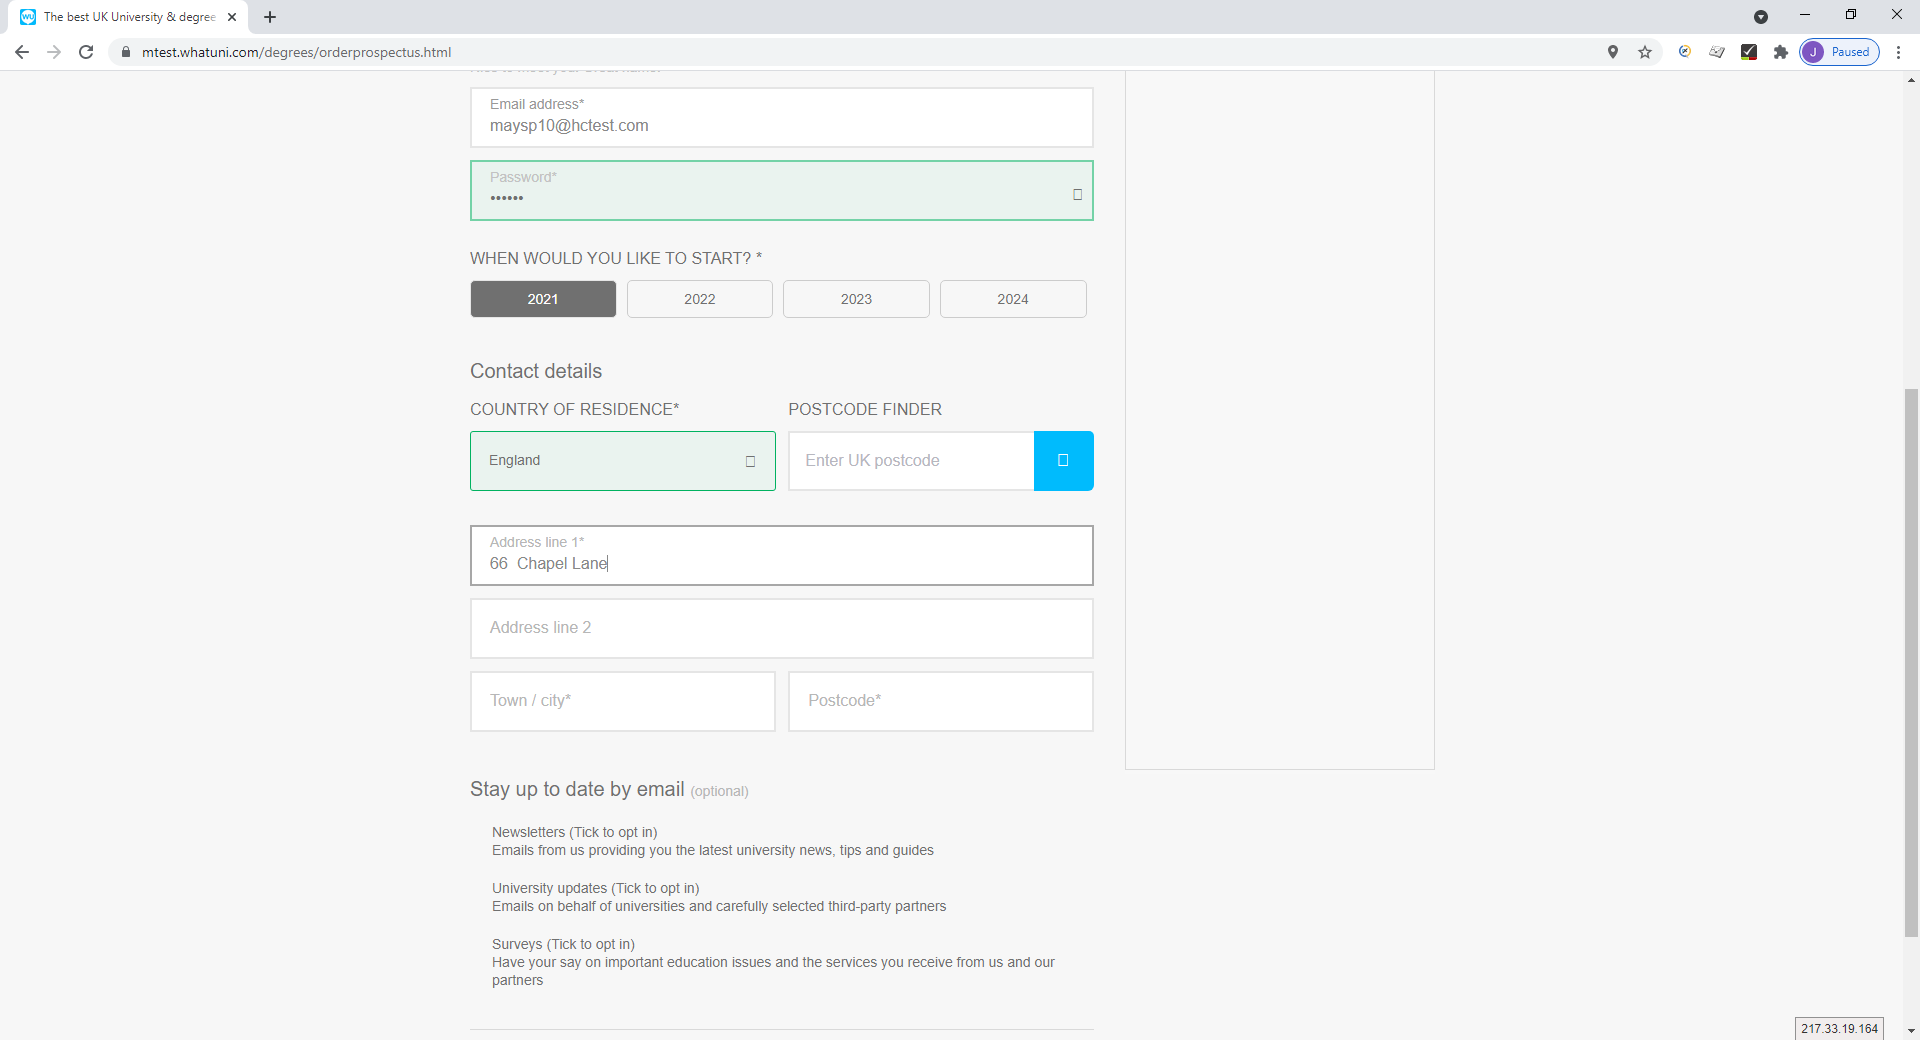 The best UK University & degree
mtest.whatuni.com/degrees/orderprospectus.html
J Paused
Email address*
maysp10@hctest.com
Password*
••••••
WHEN WOULD YOU LIKE TO START? *
2021 2022 2023 2024
Contact details
COUNTRY OF RESIDENCE* POSTCODE FINDER
England Enter UK postcode
Address line 1*
66  Chapel Lane
Address line 2
Town / city* Postcode*
Stay up to date by email (optional)
Newsletters (Tick to opt in)
Emails from us providing you the latest university news, tips and guides
University updates (Tick to opt in)
Emails on behalf of universities and carefully selected third-party partners
Surveys (Tick to opt in)
Have your say on important education issues and the services you receive from us and our
partners
217.33.19.164